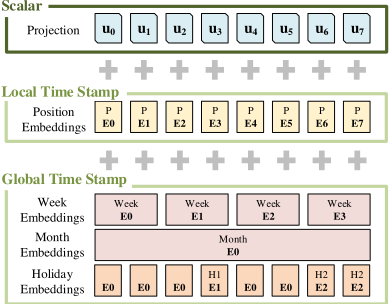 Scalar
Projection u0 u1 u2 u3 u4 u5 u6 u7
Local Time Stamp
Position Embeddings
P P P P P P P P
E0 E1 E2 E3 E4 E5 E6 E7
Global Time Stamp
Week Embeddings
Week Week Week Week
E0 E1 E2 E3
Month Embeddings
Month
E0
Holiday Embeddings
H1 H2 H2
E0 E0 E0 E1 E0 E0 E2 E2